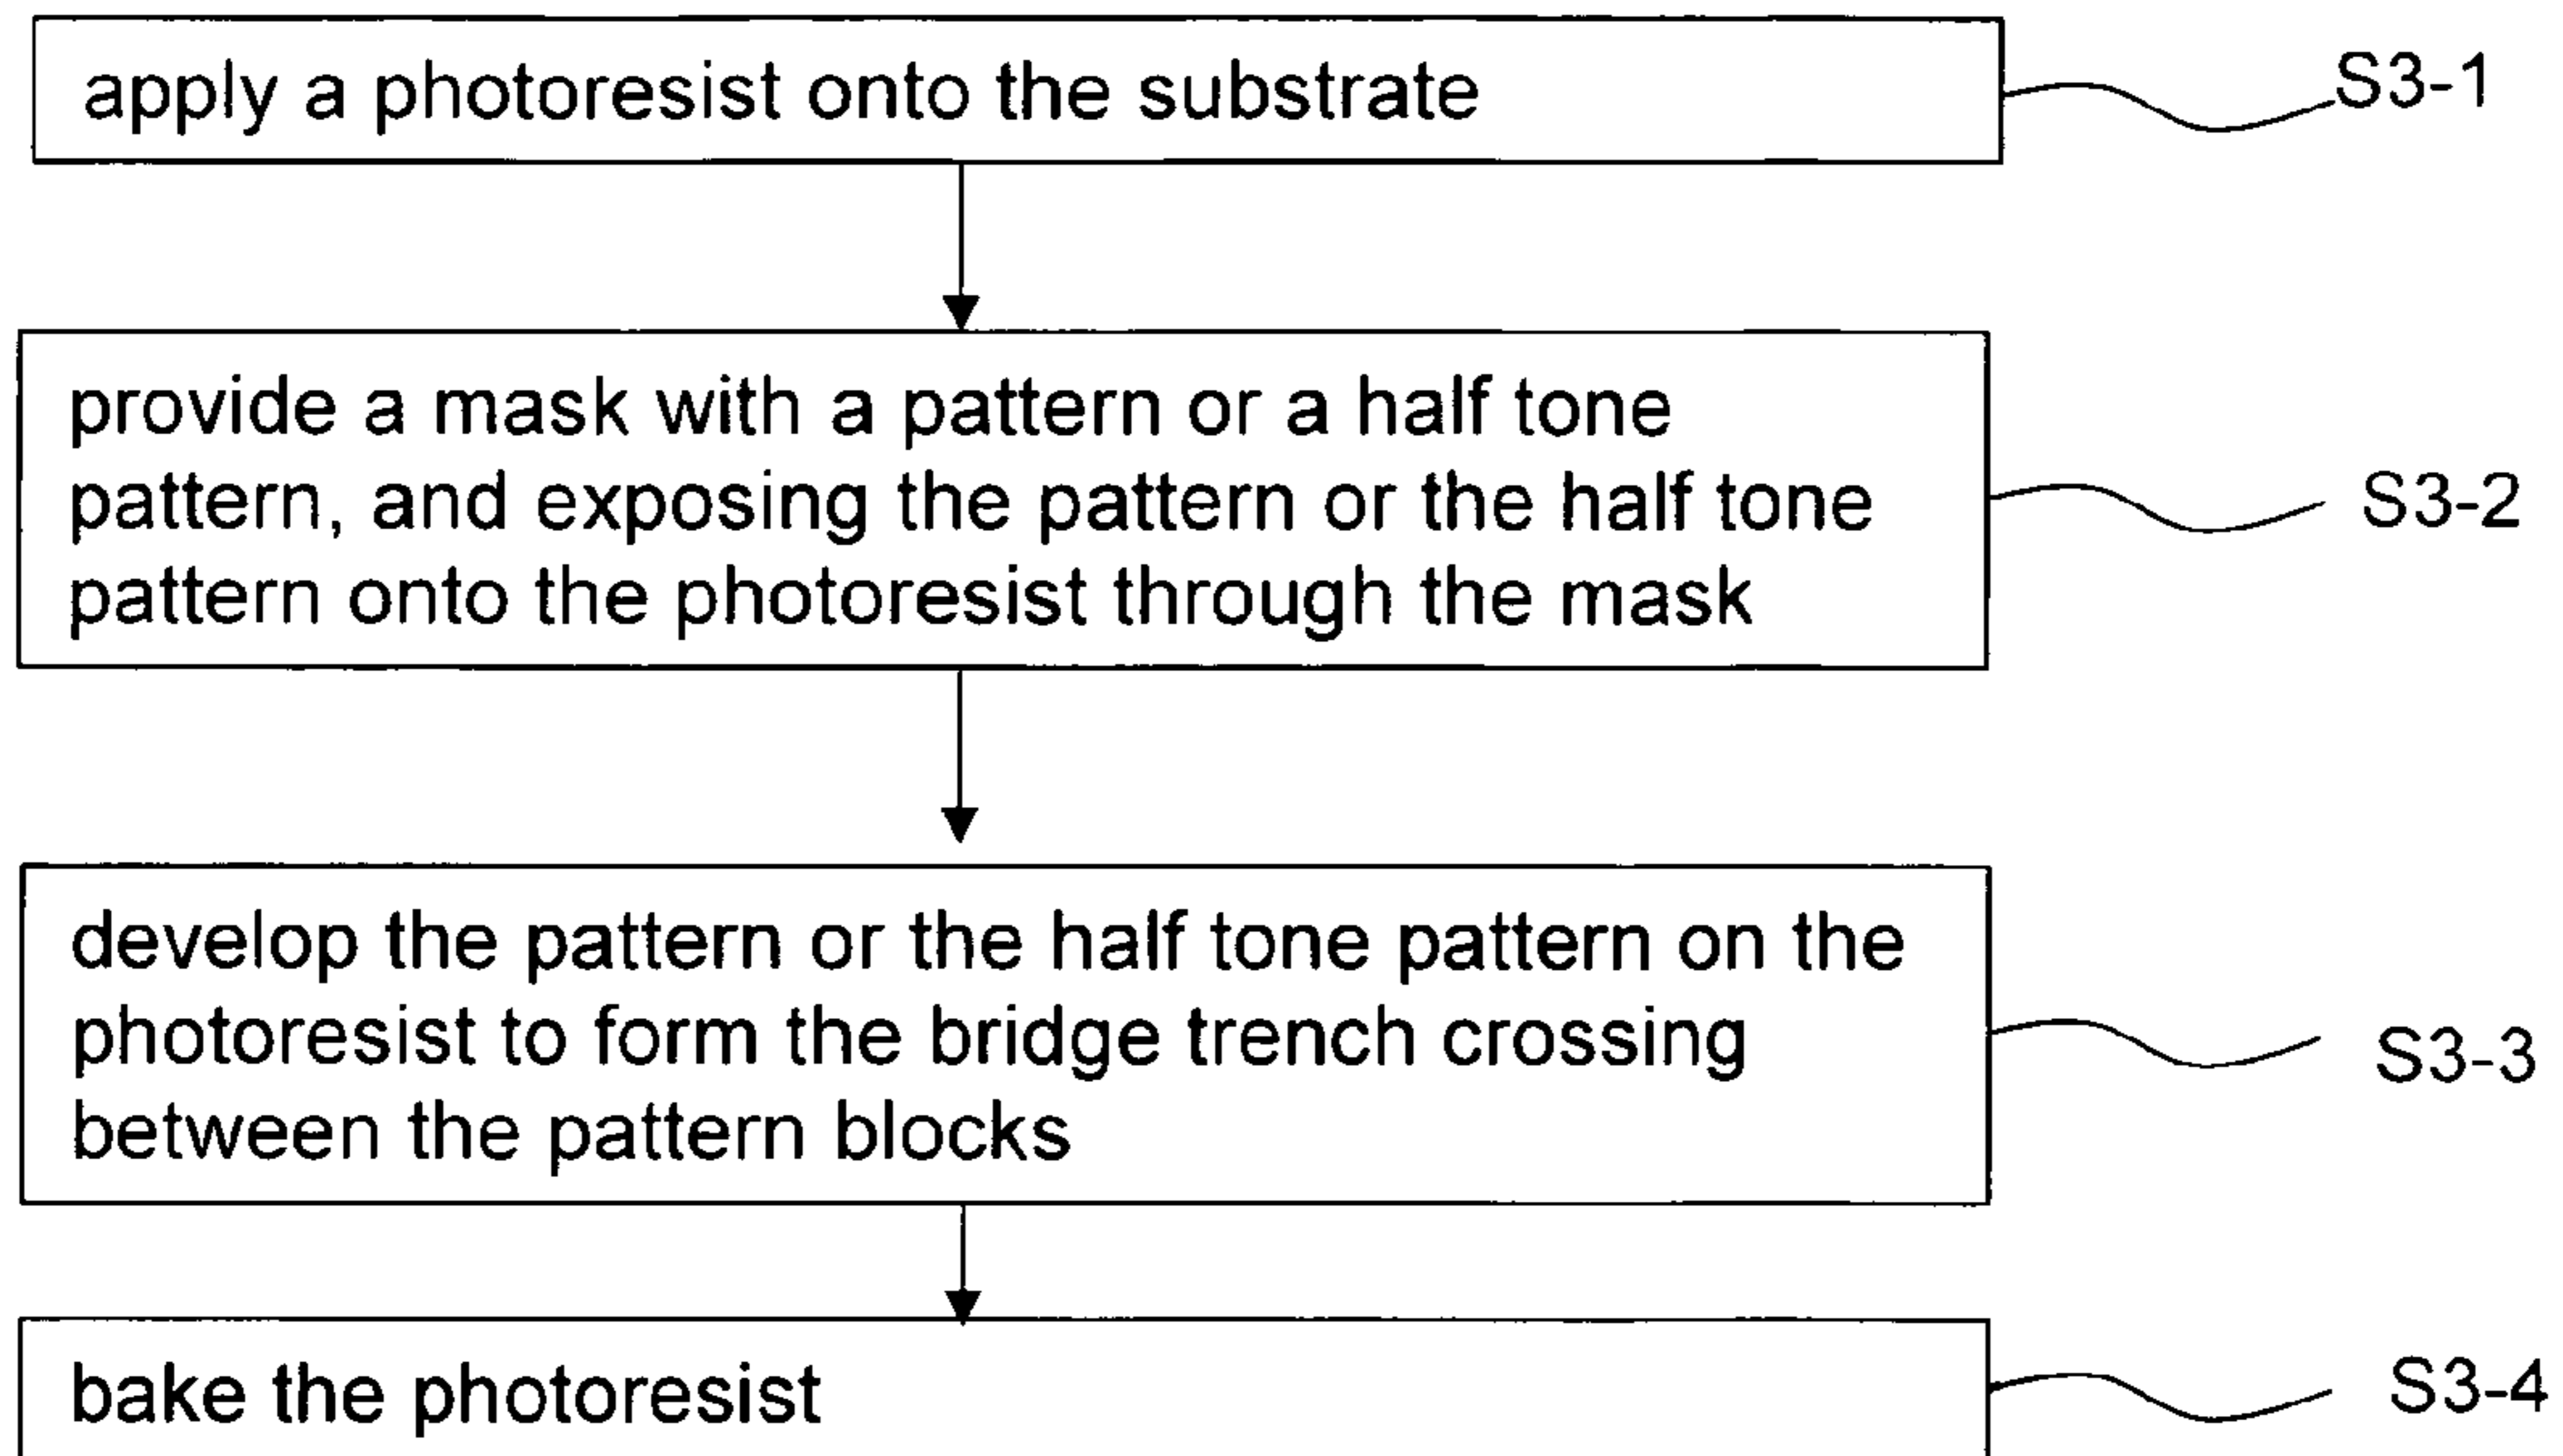 apply a photoresist onto the substrate
S3-1
provide a mask with a pattern or a half tone
pattern, and exposing the pattern or the half tone
pattern onto the photoresist through the mask
S3-2
develop the pattern or the half tone pattern on the
photoresist to form the bridge trench crossing
between the pattern blocks
S3-3
bake the photoresist
S3-4